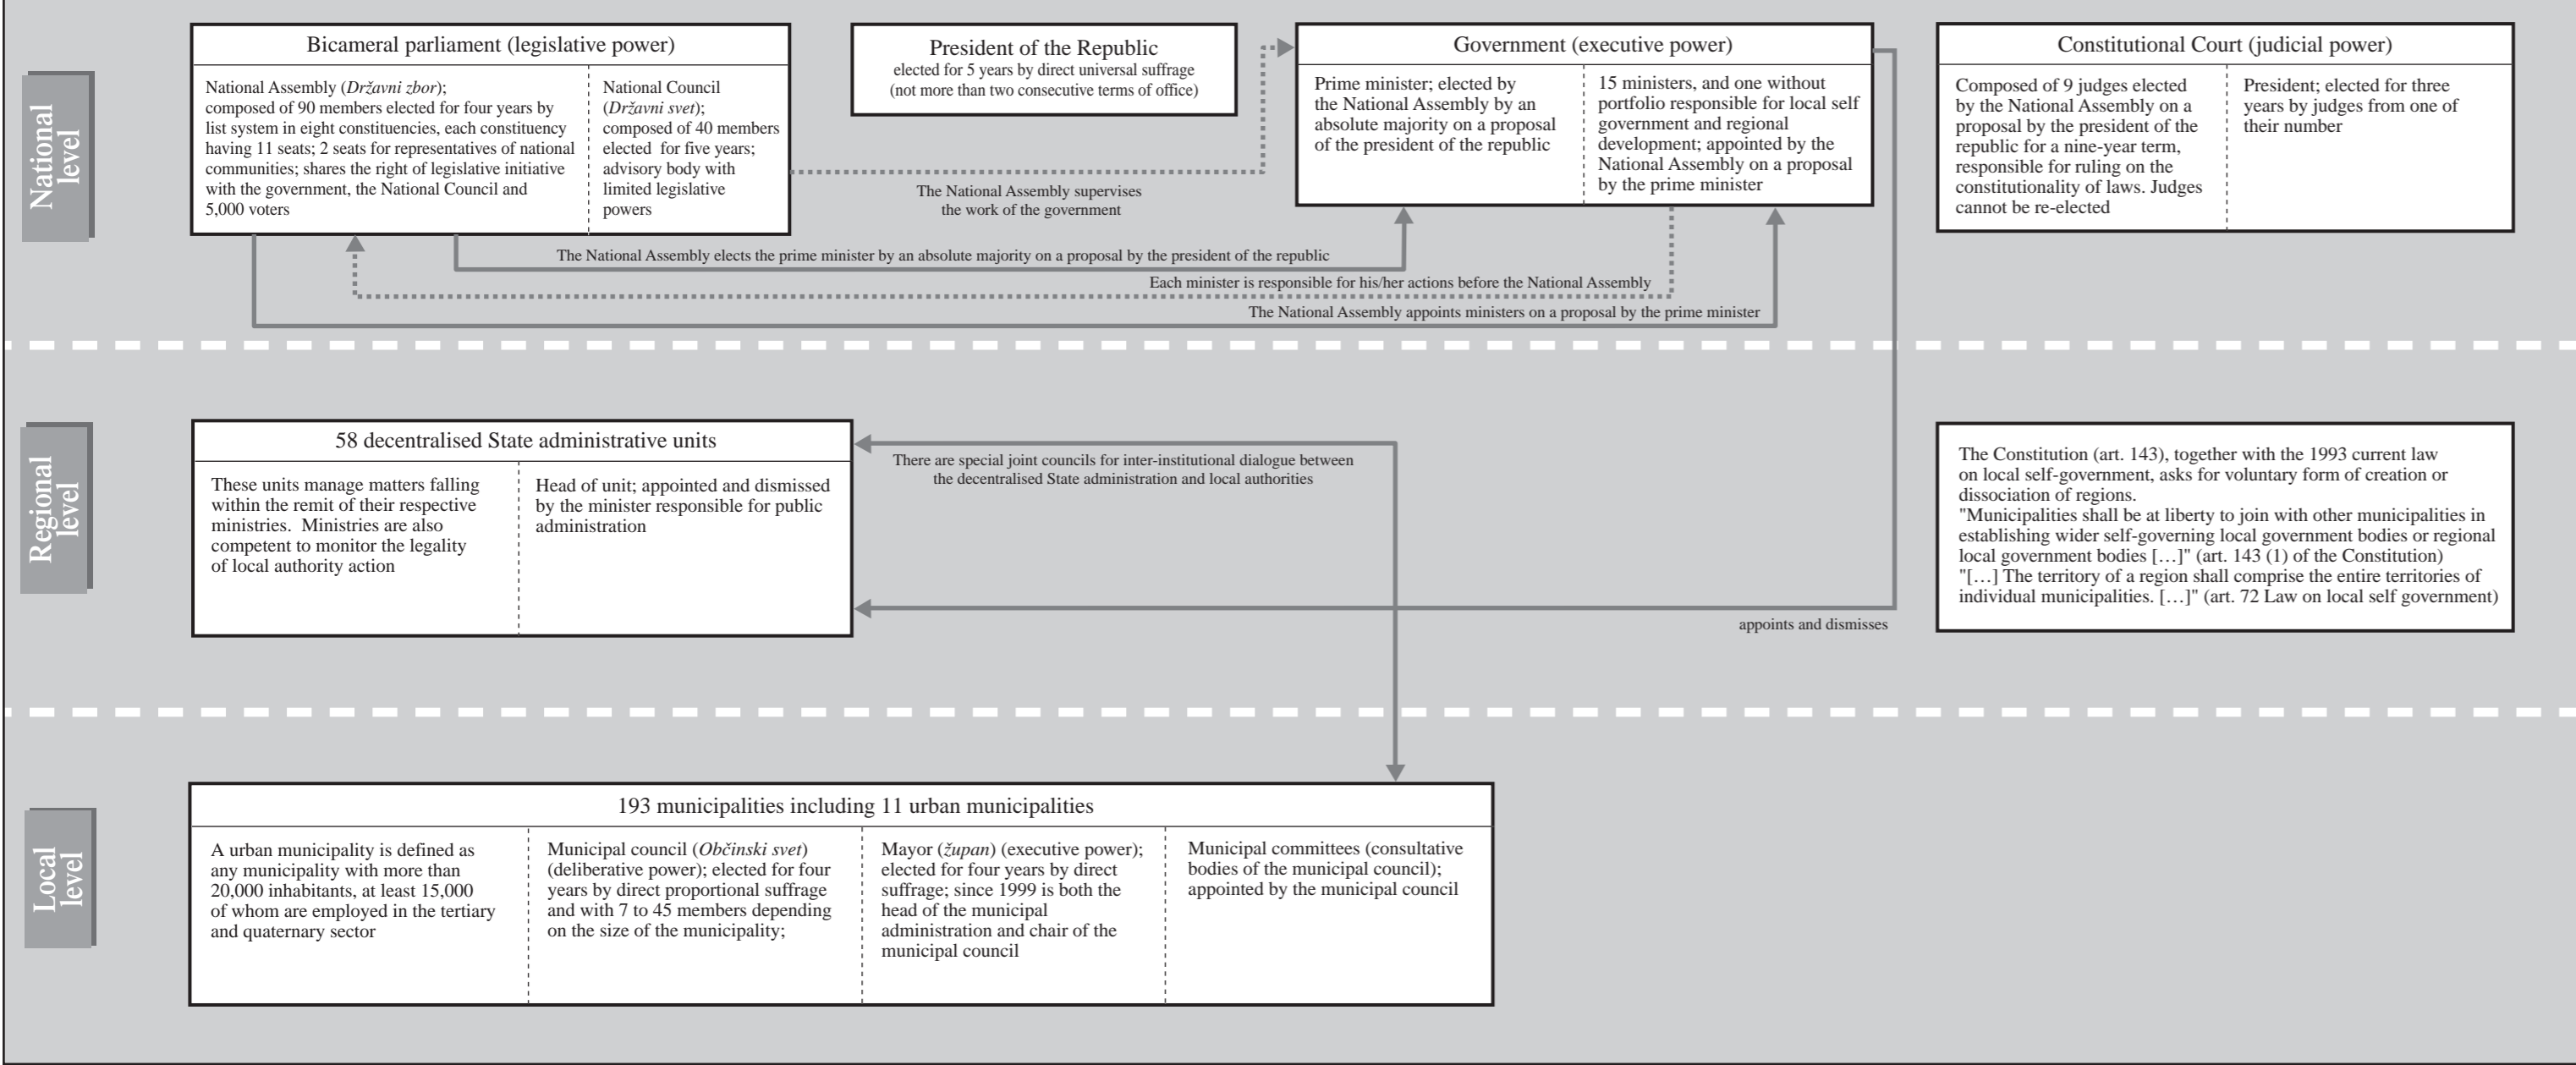 National
level
Bicameral parliament (legislative power)
National Assembly (Državni zbor);
composed of 90 members elected for four years by
list system in eight constituencies, each constituency
having 11 seats; 2 seats for representatives of national
communities; shares the right of legislative initiative
with the government, the National Council and
5,000 voters
National Council
(Državni svet);
composed of 40 members
elected for five years;
advisory body with
limited legislative
powers
President of the Republic
elected for 5 years by direct universal suffrage
(not more than two consecutive terms of office)
Government (executive power)
Prime minister; elected by
the National Assembly by an
absolute majority on a proposal
of the president of the republic
15 ministers, and one without
portfolio responsible for local self
government and regional
development; appointed by the
National Assembly on a proposal
by the prime minister
Constitutional Court (judicial power)
Composed of 9 judges elected
by the National Assembly on a
proposal by the president of the
republic for a nine-year term,
responsible for ruling on the
constitutionality of laws. Judges
cannot be re-elected
President; elected for three
years by judges from one of
their number
The National Assembly supervises
the work of the government
The National Assembly elects the prime minister by an absolute majority on a proposal by the president of the republic
Each minister is responsible for his/her actions before the National Assembly
The National Assembly appoints ministers on a proposal by the prime minister
Regional
level
58 decentralised State administrative units
These units manage matters falling
within the remit of their respective
ministries. Ministries are also
competent to monitor the legality
of local authority action
Head of unit; appointed and dismissed
by the minister responsible for public
administration
There are special joint councils for inter-institutional dialogue between
the decentralised State administration and local authorities
appoints and dismisses
The Constitution (art. 143), together with the 1993 current law
on local self-government, asks for voluntary form of creation or
dissociation of regions.
"Municipalities shall be at liberty to join with other municipalities in
establishing wider self-governing local government bodies or regional
local government bodies […]" (art. 143 (1) of the Constitution)
"[…] The territory of a region shall comprise the entire territories of
individual municipalities. […]" (art. 72 Law on local self government)
Local
level
193 municipalities including 11 urban municipalities
A urban municipality is defined as
any municipality with more than
20,000 inhabitants, at least 15,000
of whom are employed in the tertiary
and quaternary sector
Municipal council (Občinski svet)
(deliberative power); elected for four
years by direct proportional suffrage
and with 7 to 45 members depending
on the size of the municipality;
Mayor (župan) (executive power);
elected for four years by direct
suffrage; since 1999 is both the
head of the municipal
administration and chair of the
municipal council
Municipal committees (consultative
bodies of the municipal council);
appointed by the municipal council